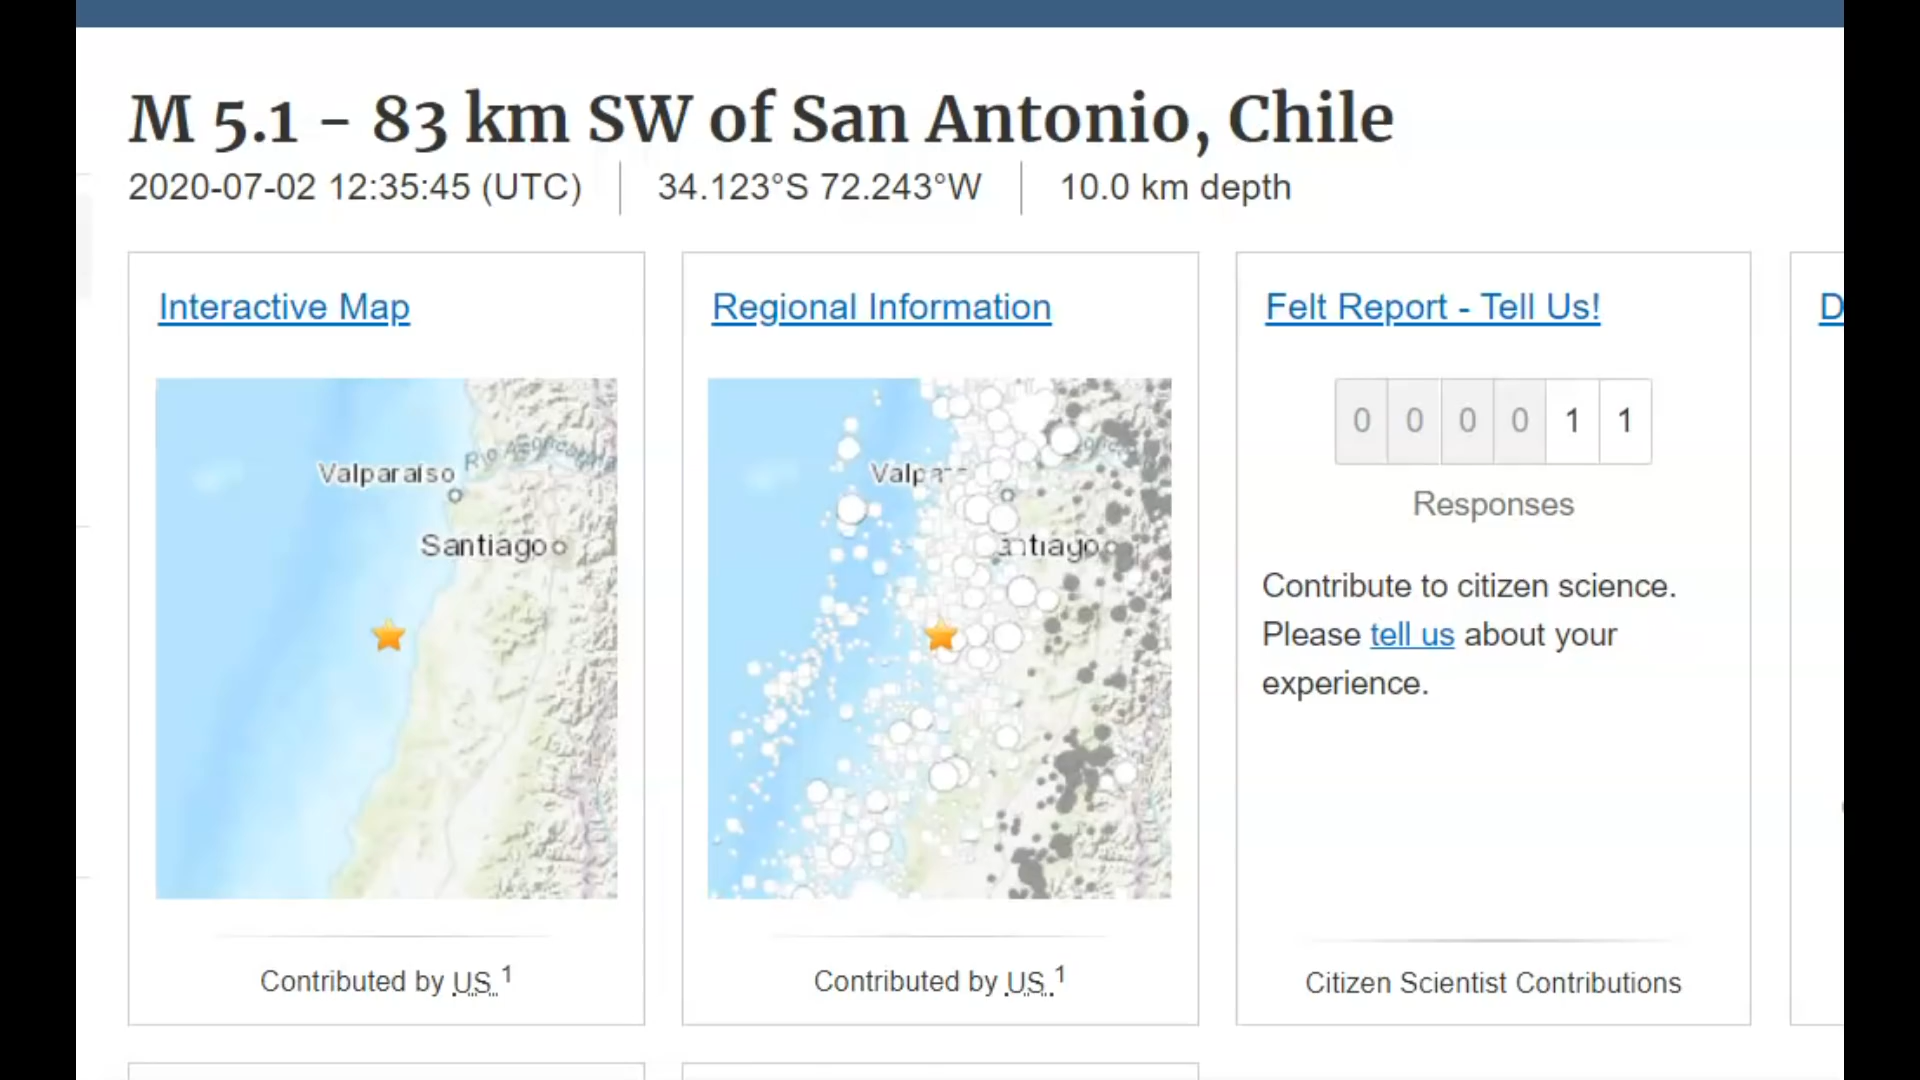 M 5.1 - 83 km SW of San Antonio, Chile
2020-07-02 12:35:45 (UTC) 34.123°S 72.243°W 10.0 km depth
Interactive Map
Valparaíso
Santiago
Contributed by US 1
Regional Information
Valpa
antiago
Contributed by US 1
Felt Report - Tell Us!
0 0 0 0 1 1
Responses
Contribute to citizen science.
Please tell us about your
experience.
Citizen Scientist Contributions
D